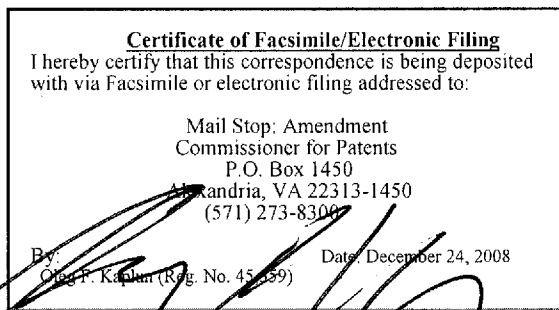 Certificate of Facsimile/Electronic Filing
I hereby certify that this correspondence is being deposited
with via Facsimile or electronic filing addressed to:
Mail Stop: Amendment
Commissioner for Patents
P.O. Box 1450
Alexandria, VA 22313-1450
(571) 273-8300
By: Date: December 24, 2008
Oleg F. Kaplun (Reg. No. 45,559)